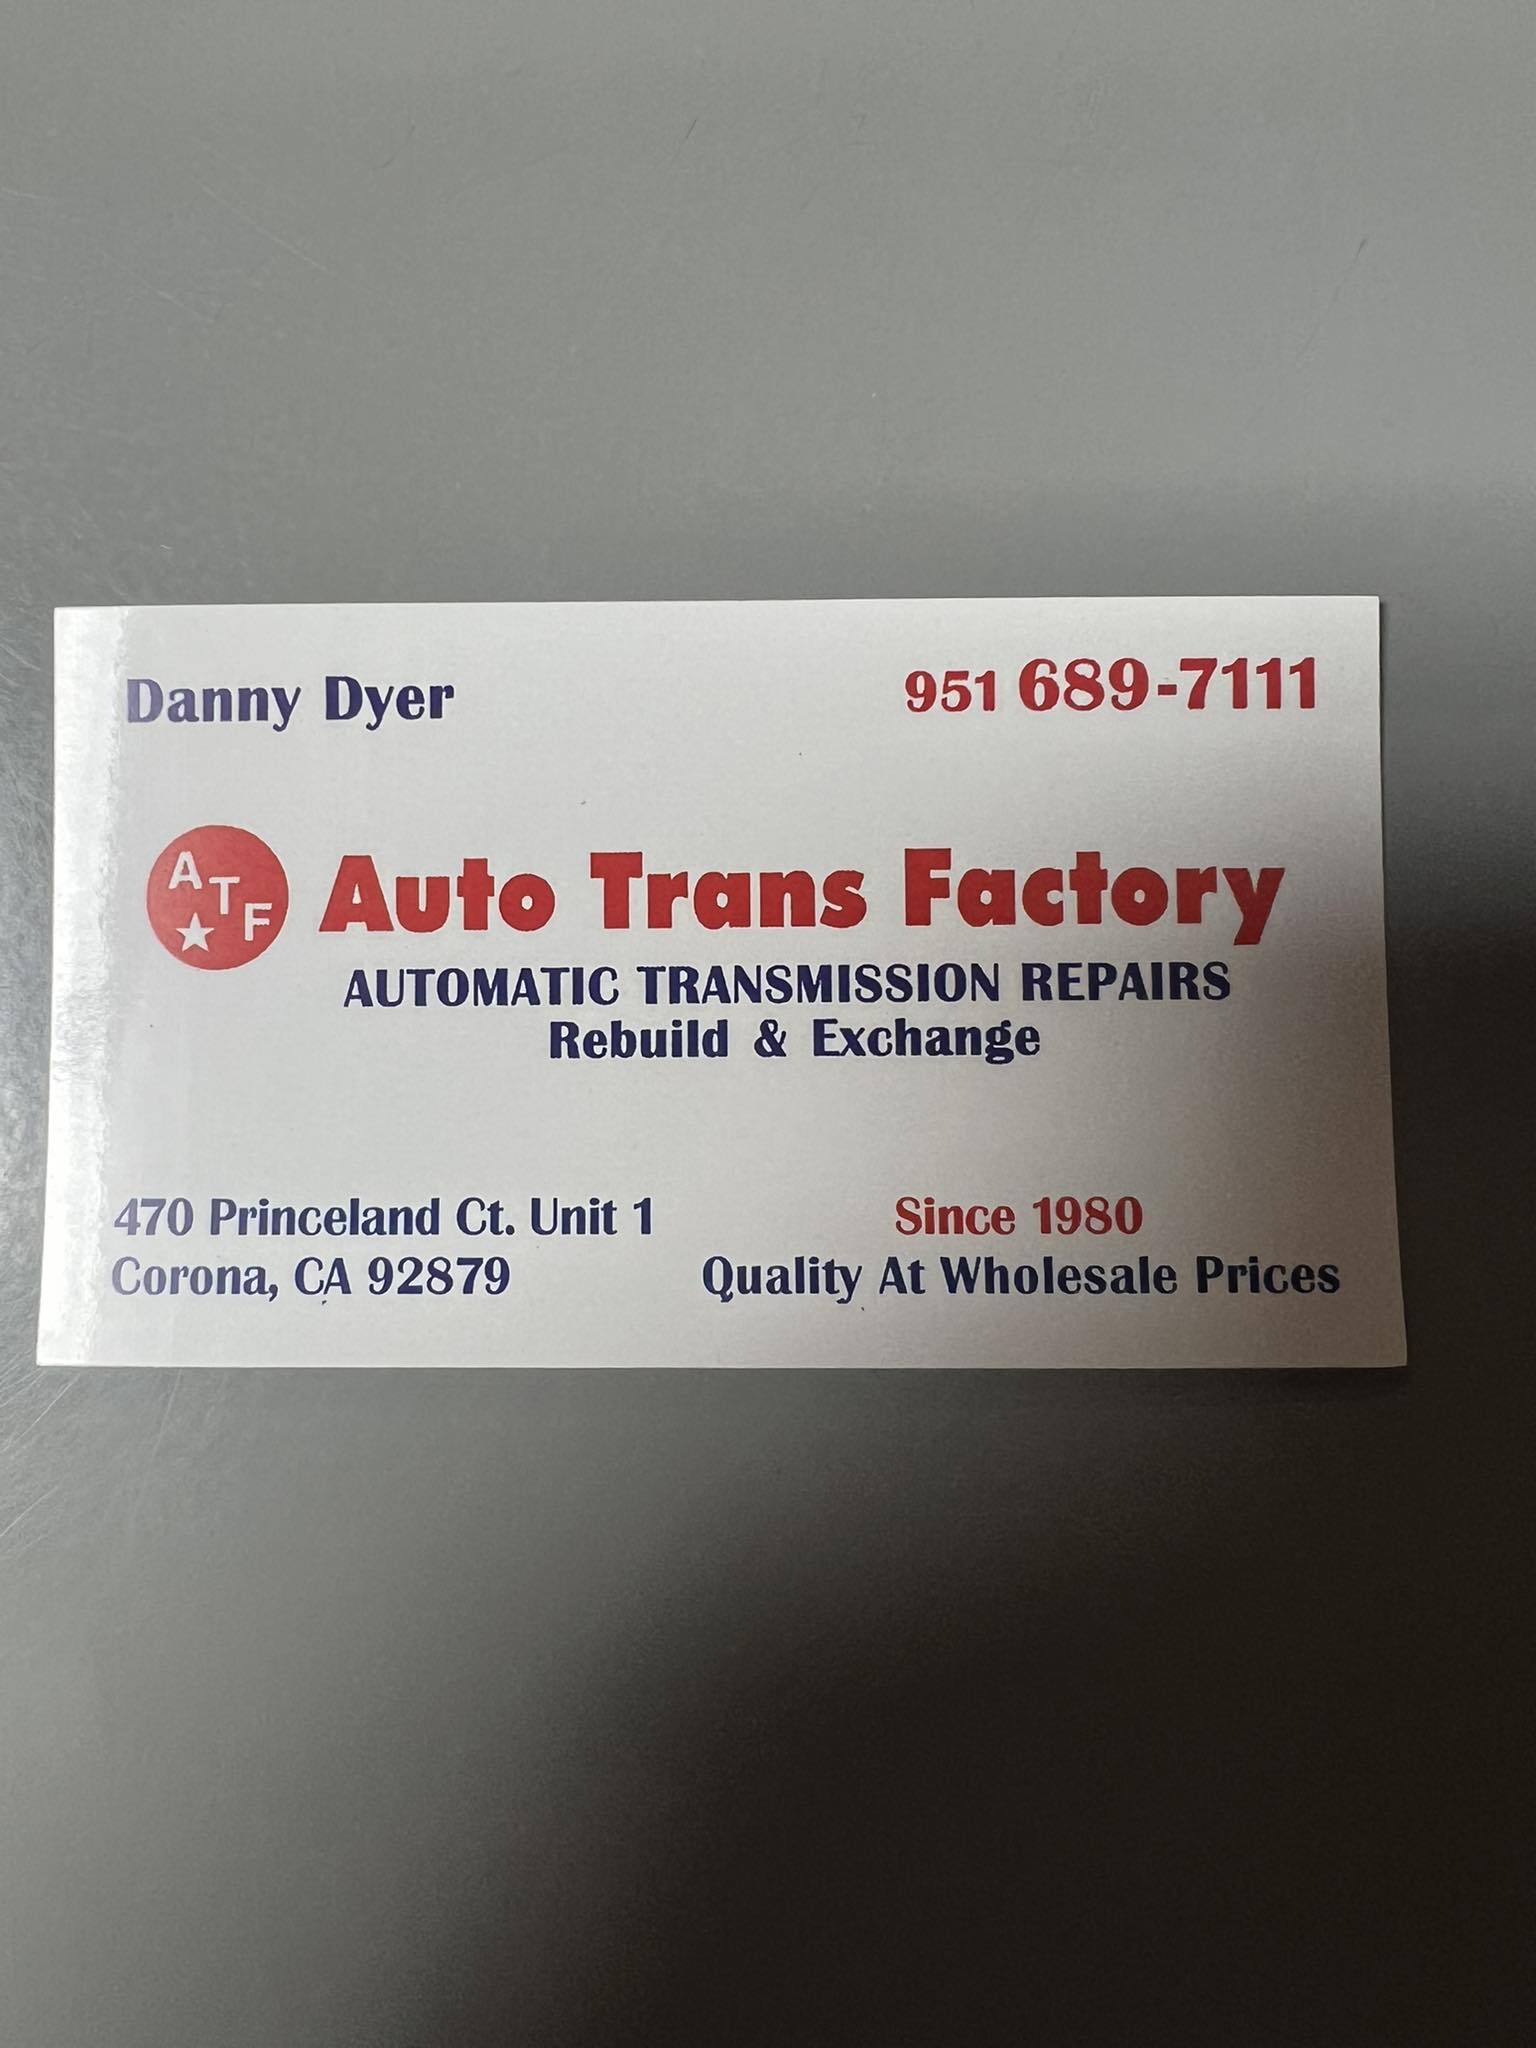 Danny Dyer
951 689-7111
ATF
Auto Trans Factory
AUTOMATIC TRANSMISSION REPAIRS
Rebuild & Exchange
470 Princeland Ct. Unit 1
Corona, CA 92879
Since 1980
Quality At Wholesale Prices